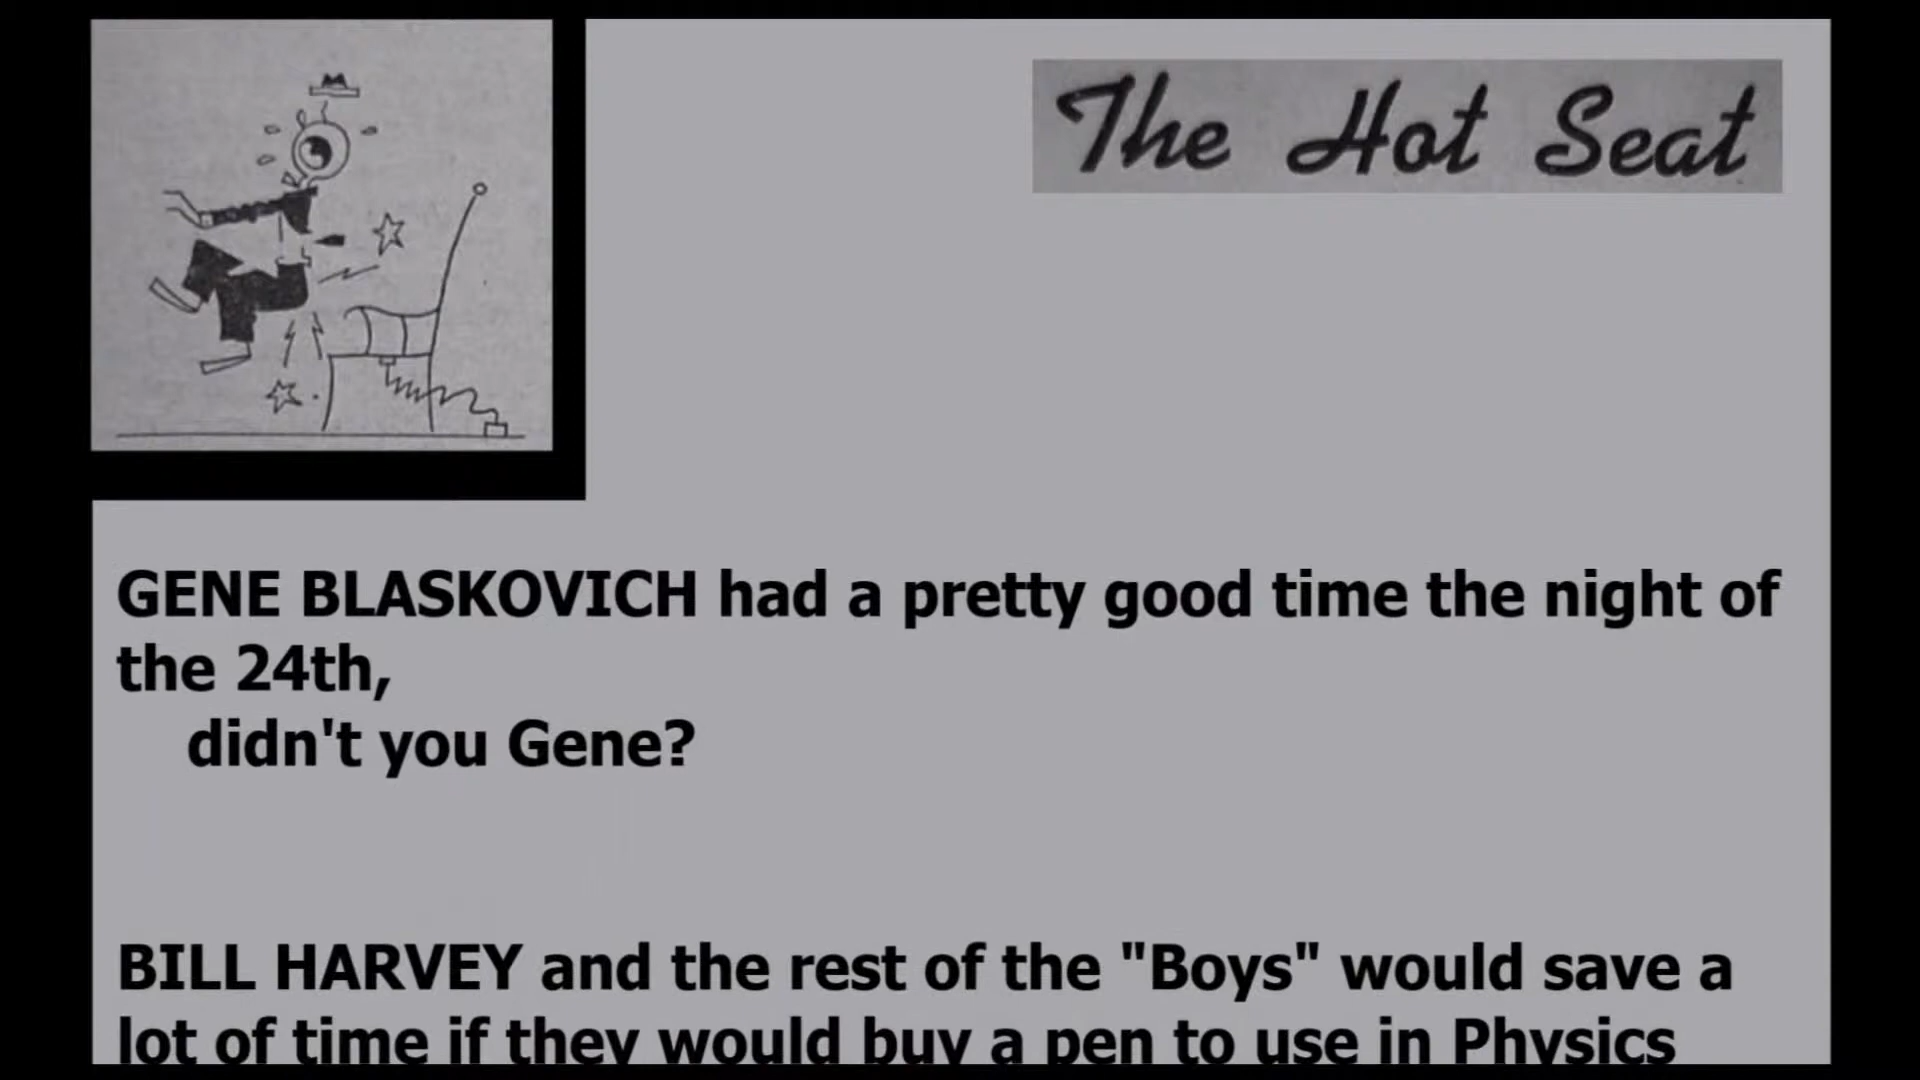 The Hot Seat
GENE BLASKOVICH had a pretty good time the night of
the 24th,
didn't you Gene?
BILL HARVEY and the rest of the "Boys" would save a
lot of time if they would buy a pen to use in Physics